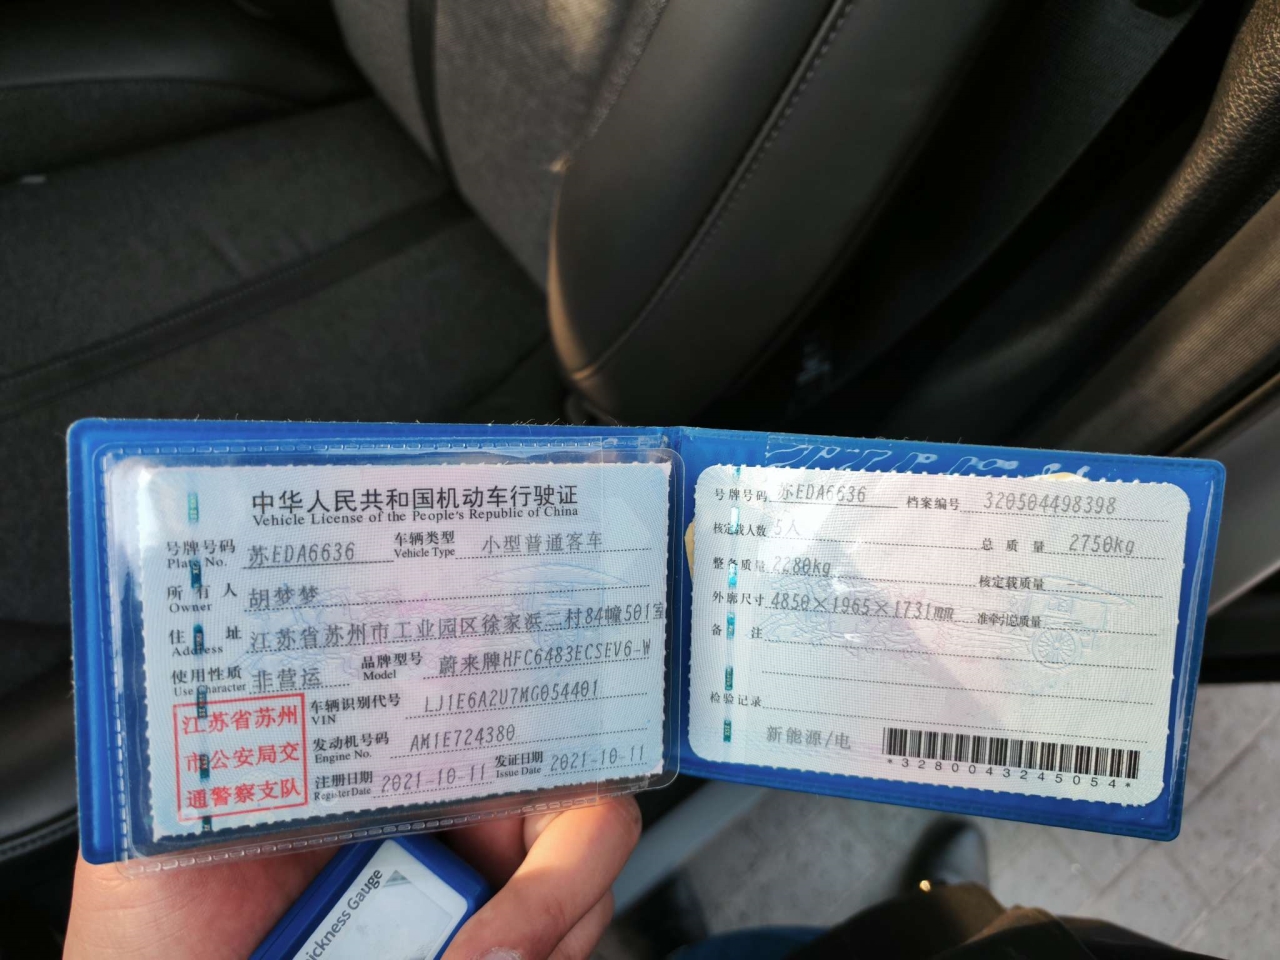 中华人民共和国机动车行驶证
Vehicle License of the People's Republic of China
号牌号码 苏EDA6636 车辆类型 小型普通客车
Plate No. Vehicle Type
所有人 胡梦梦
Owner
住址 江苏省苏州市工业园区徐家浜二村84幢501室
Address
使用性质 非营运 品牌型号 蔚来牌HFC6483ECSEV6-W
Use Character Model
车辆识别代号 LJ1E6A2U7MG054401
VIN
发动机号码 AM1E724380
Engine No.
注册日期 2021-10-11 发证日期 2021-10-11
Register Date Issue Date
江苏省苏州
市公安局交
通警察支队
号牌号码 苏EDA6636 档案编号 320504498398
核定载人数 5人 总质量 2750kg
整备质量 2280kg 核定载质量
外廓尺寸 4850×1965×1731mm 准牵引总质量
备注
检验记录
新能源/电
*3280043245054*
ickness Gauge